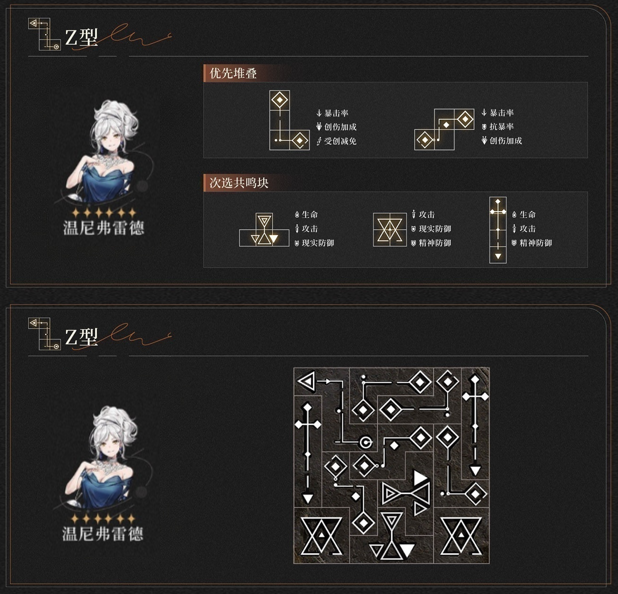 Z型
优先堆叠
暴击率
创伤加成
受创减免
暴击率
抗暴率
创伤加成
次选共鸣块
生命
攻击
现实防御
攻击
现实防御
精神防御
生命
攻击
精神防御
温尼弗雷德
Z型
温尼弗雷德